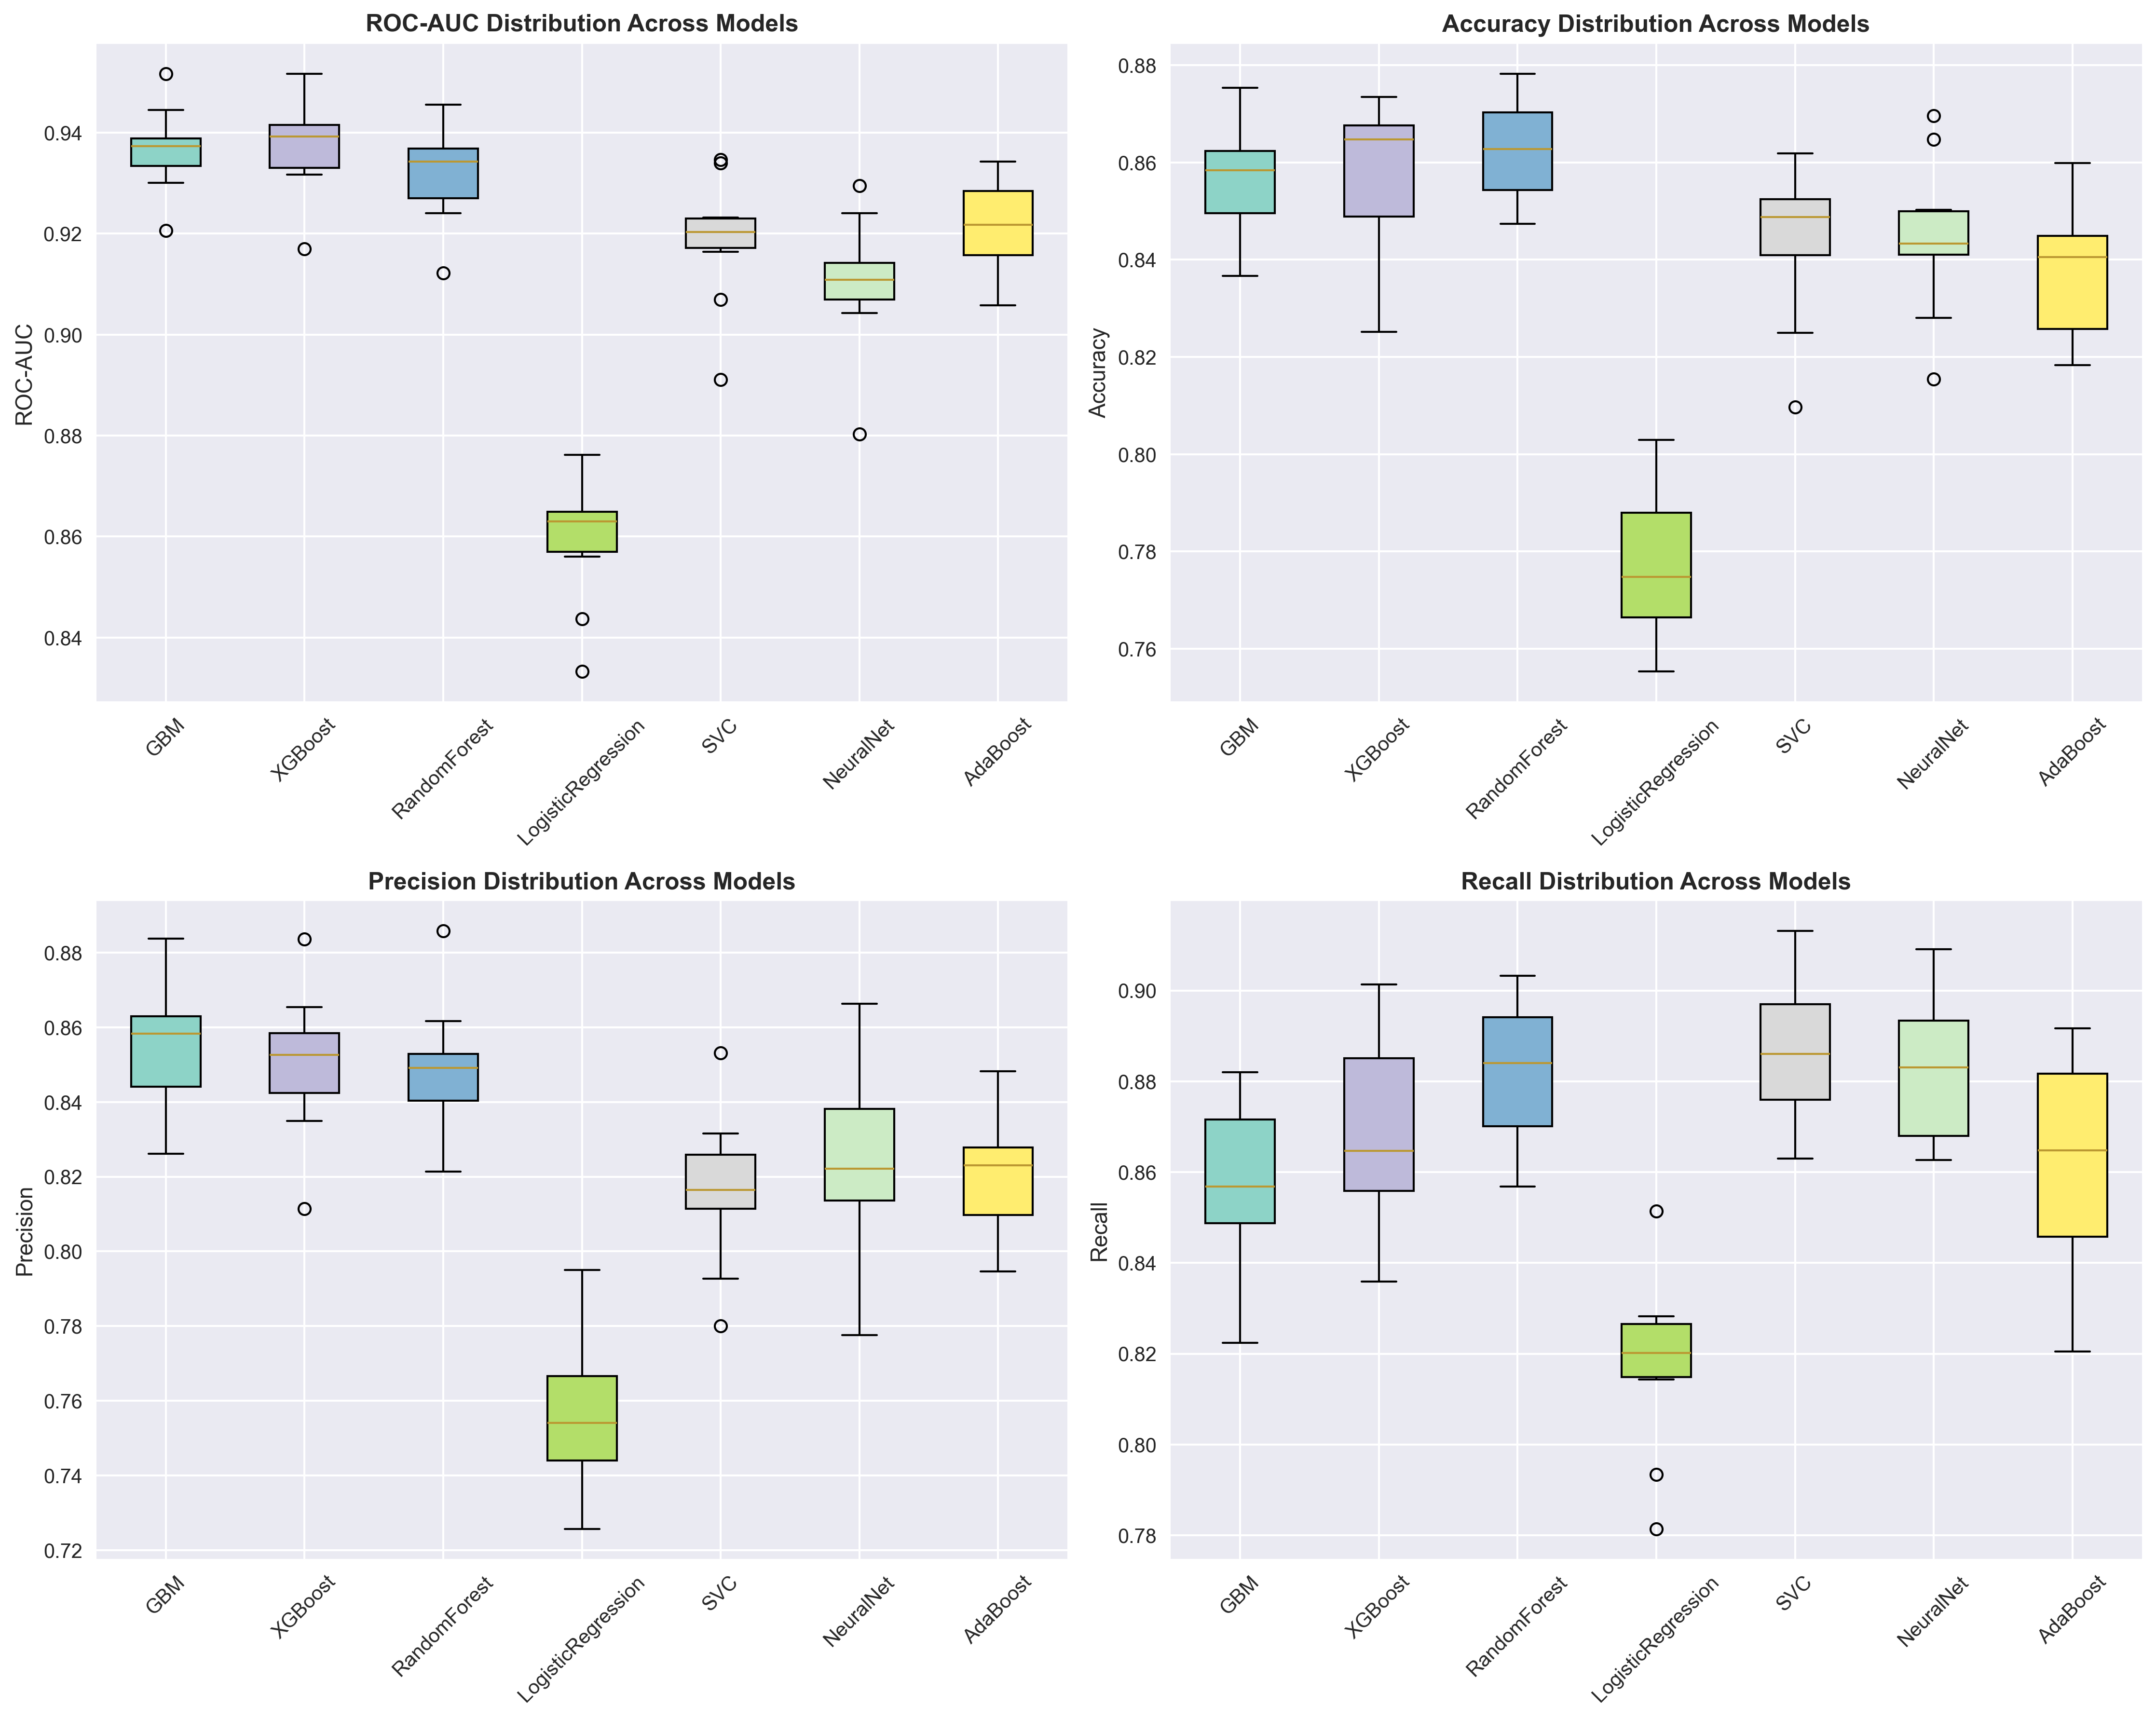 ROC-AUC Distribution Across Models
ROC-AUC
0.94
0.92
0.90
0.88
0.86
0.84
GBM
XGBoost
RandomForest
LogisticRegression
SVC
NeuralNet
AdaBoost
Accuracy Distribution Across Models
Accuracy
0.88
0.86
0.84
0.82
0.80
0.78
0.76
GBM
XGBoost
RandomForest
LogisticRegression
SVC
NeuralNet
AdaBoost
Precision Distribution Across Models
Precision
0.88
0.86
0.84
0.82
0.80
0.78
0.76
0.74
0.72
GBM
XGBoost
RandomForest
LogisticRegression
SVC
NeuralNet
AdaBoost
Recall Distribution Across Models
Recall
0.90
0.88
0.86
0.84
0.82
0.80
0.78
GBM
XGBoost
RandomForest
LogisticRegression
SVC
NeuralNet
AdaBoost